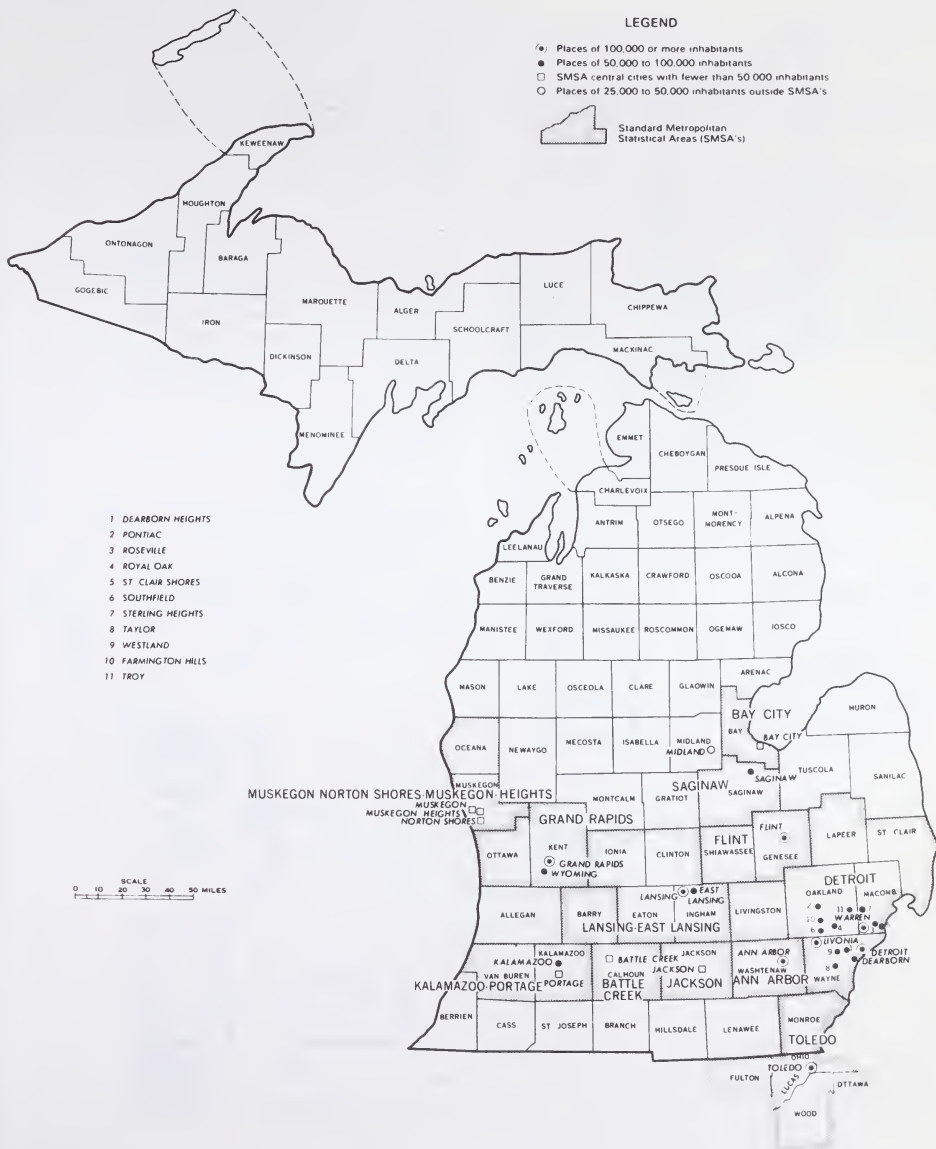 LEGEND
Places of 100,000 or more inhabitants
Places of 50,000 to 100,000 inhabitants
SMSA central cities with fewer than 50 000 inhabitants
Places of 25,000 to 50,000 inhabitants outside SMSA's
Standard Metropolitan
Statistical Areas (SMSA's)
KEWEENAW
HOUGHTON
ONTONAGON
BARAGA
GOGEBIC
IRON
MARQUETTE
ALGER
LUCE
CHIPPEWA
SCHOOLCRAFT
MACKINAC
DICKINSON
DELTA
MENOMINEE
1 DEARBORN HEIGHTS
2 PONTIAC
3 ROSEVILLE
4 ROYAL OAK
5 ST CLAIR SHORES
6 SOUTHFIELD
7 STERLING HEIGHTS
8 TAYLOR
9 WESTLAND
10 FARMINGTON HILLS
11 TROY
SCALE
0 10 20 30 40 50 MILES
EMMET
CHEBOYGAN
PRESQUE ISLE
CHARLEVOIX
ANTRIM
OTSEGO
MONT-
MORENCY
ALPENA
LEELANAU
BENZIE
GRAND
TRAVERSE
KALKASKA
CRAWFORD
OSCODA
ALCONA
MANISTEE
WEXFORD
MISSAUKEE
ROSCOMMON
OGEMAW
IOSCO
MASON
LAKE
OSCEOLA
CLARE
GLADWIN
ARENAC
HURON
BAY CITY
BAY
BAY CITY
OCEANA
NEWAYGO
MECOSTA
ISABELLA
MIDLAND
MIDLAND
TUSCOLA
SANILAC
SAGINAW
SAGINAW
SAGINAW
MUSKEGON
MUSKEGON NORTON SHORES-MUSKEGON-HEIGHTS
MUSKEGON
MUSKEGON HEIGHTS
NORTON SHORES
MONTCALM
GRATIOT
GRAND RAPIDS
OTTAWA
KENT
GRAND RAPIDS
WYOMING
IONIA
CLINTON
FLINT
SHIAWASSEE
FLINT
GENESEE
LAPEER
ST CLAIR
DETROIT
OAKLAND
MACOMB
2
11
7
10
WARREN
6
4
3
ALLEGAN
BARRY
EATON
INGHAM
LANSING
EAST
LANSING
LANSING-EAST LANSING
LIVINGSTON
LIVONIA
DETROIT
DEARBORN
9
8
WAYNE
KALAMAZOO
KALAMAZOO
VAN BUREN
PORTAGE
KALAMAZOO-PORTAGE
BATTLE CREEK
CALHOUN
BATTLE
CREEK
JACKSON
JACKSON
JACKSON
ANN ARBOR
WASHTENAW
ANN ARBOR
BERRIEN
CASS
ST JOSEPH
BRANCH
HILLSDALE
LENAWEE
MONROE
TOLEDO
OHIO
TOLEDO
FULTON
LUCAS
OTTAWA
WOOD